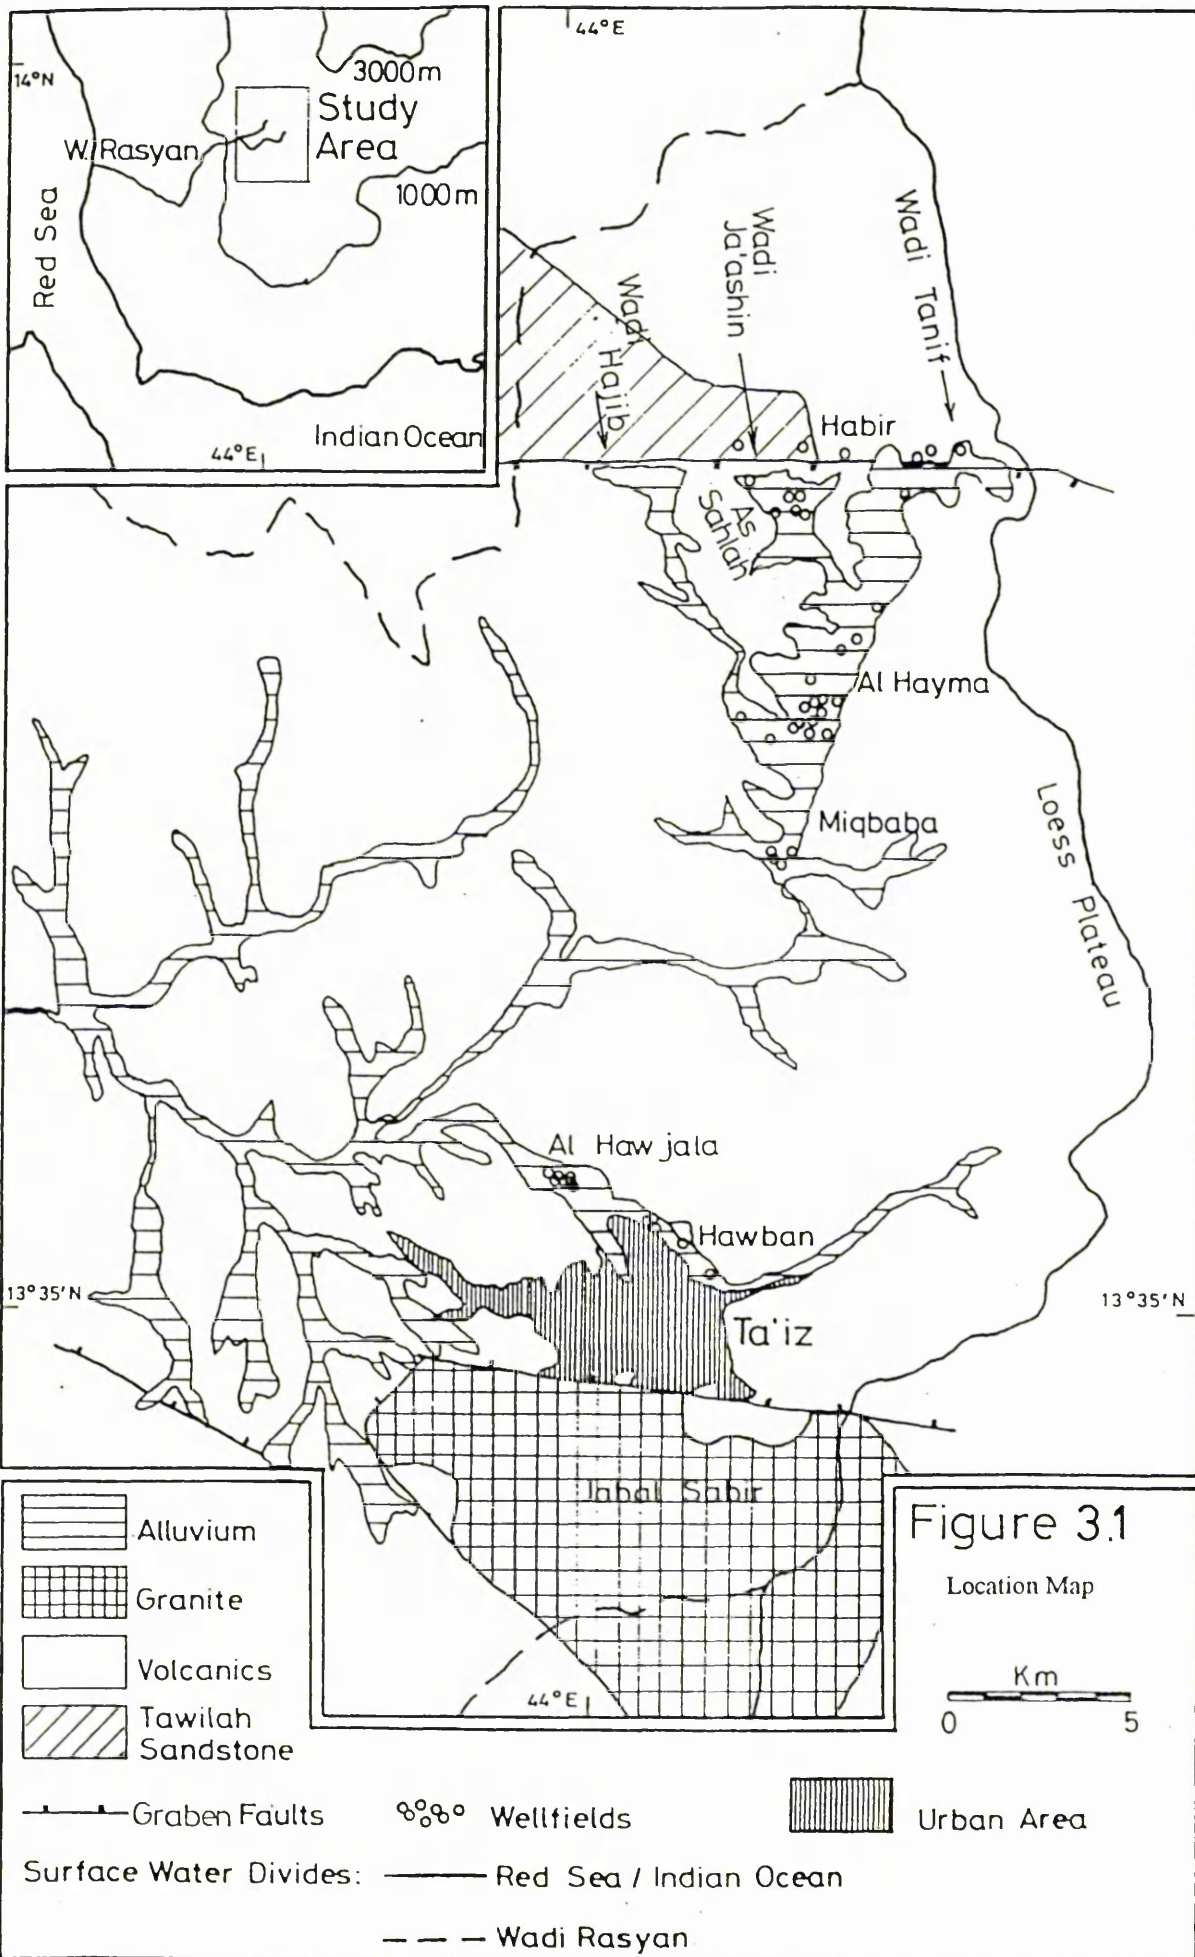 14°N
3000m
Study
Area
W. Rasyan
1000m
Red Sea
Indian Ocean
44°E
44°E
Wadi Tanif
Wadi
Ja'ashin
Wadi Hajib
Habir
As
Sahlah
Al Hayma
Miqbaba
Loess Plateau
Al Hawjala
Hawban
13°35'N
13°35'N
Ta'iz
Jabal Sabir
44°E
Alluvium
Granite
Volcanics
Tawilah
Sandstone
Figure 3.1
Location Map
Km
0 5
Graben Faults
Wellfields
Urban Area
Surface Water Divides:
Red Sea / Indian Ocean
Wadi Rasyan